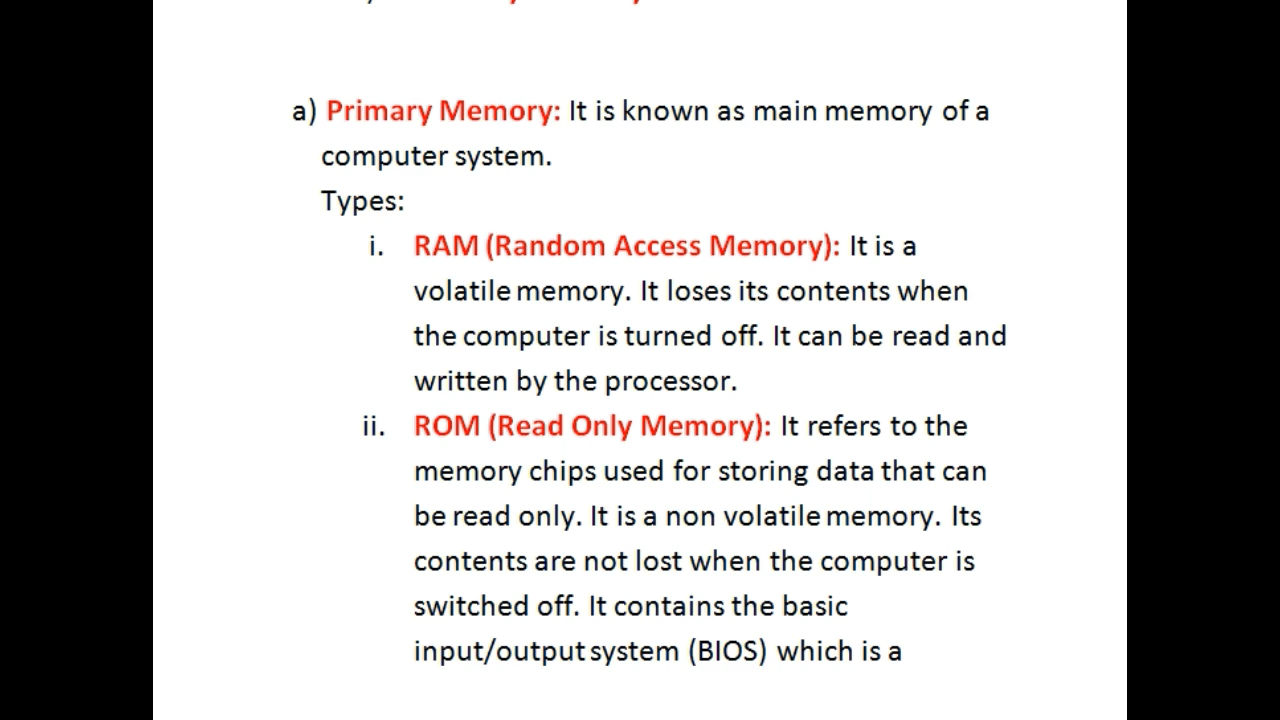 a) Primary Memory: It is known as main memory of a
computer system.
Types:
i. RAM (Random Access Memory): It is a
volatile memory. It loses its contents when
the computer is turned off. It can be read and
written by the processor.
ii. ROM (Read Only Memory): It refers to the
memory chips used for storing data that can
be read only. It is a non volatile memory. Its
contents are not lost when the computer is
switched off. It contains the basic
input/output system (BIOS) which is a